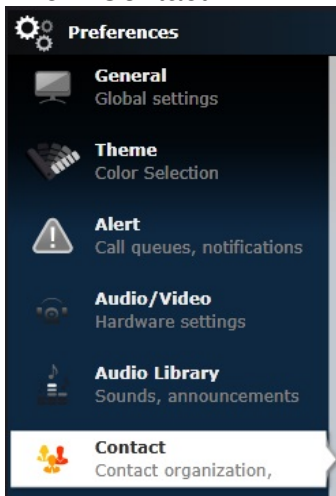 Preferences
General
Global settings
Theme
Color Selection
Alert
Call queues, notifications
Audio/Video
Hardware settings
Audio Library
Sounds, announcements
Contact
Contact organization,